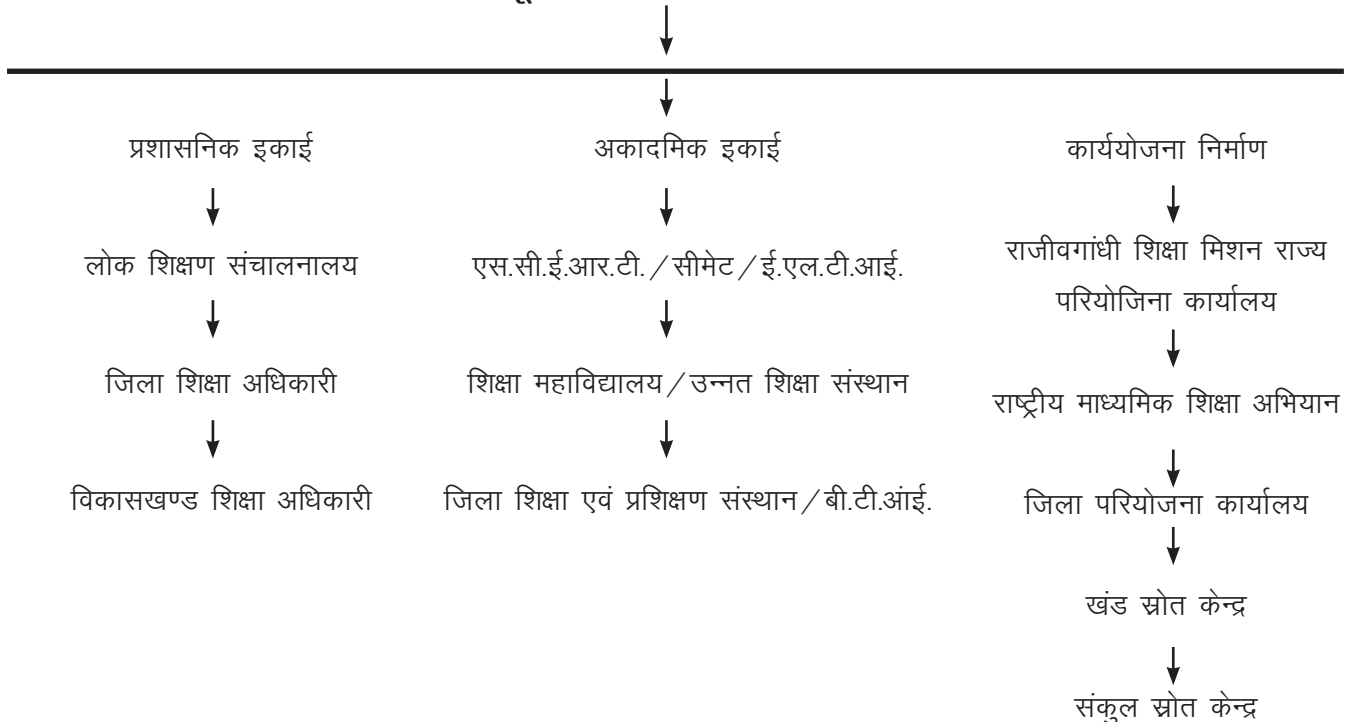 प्रशासनिक इकाई
लोक शिक्षण संचालनालय
जिला शिक्षा अधिकारी
विकासखण्ड शिक्षा अधिकारी
अकादमिक इकाई
एस.सी.ई.आर.टी./सीमेट/ई.एल.टी.आई.
शिक्षा महाविद्यालय/उन्नत शिक्षा संस्थान
जिला शिक्षा एवं प्रशिक्षण संस्थान/बी.टी.आंई.
कार्ययोजना निर्माण
राजीवगांधी शिक्षा मिशन राज्य
परियोजिना कार्यालय
राष्ट्रीय माध्यमिक शिक्षा अभियान
जिला परियोजना कार्यालय
खंड स्रोत केन्द्र
संकुल स्रोत केन्द्र